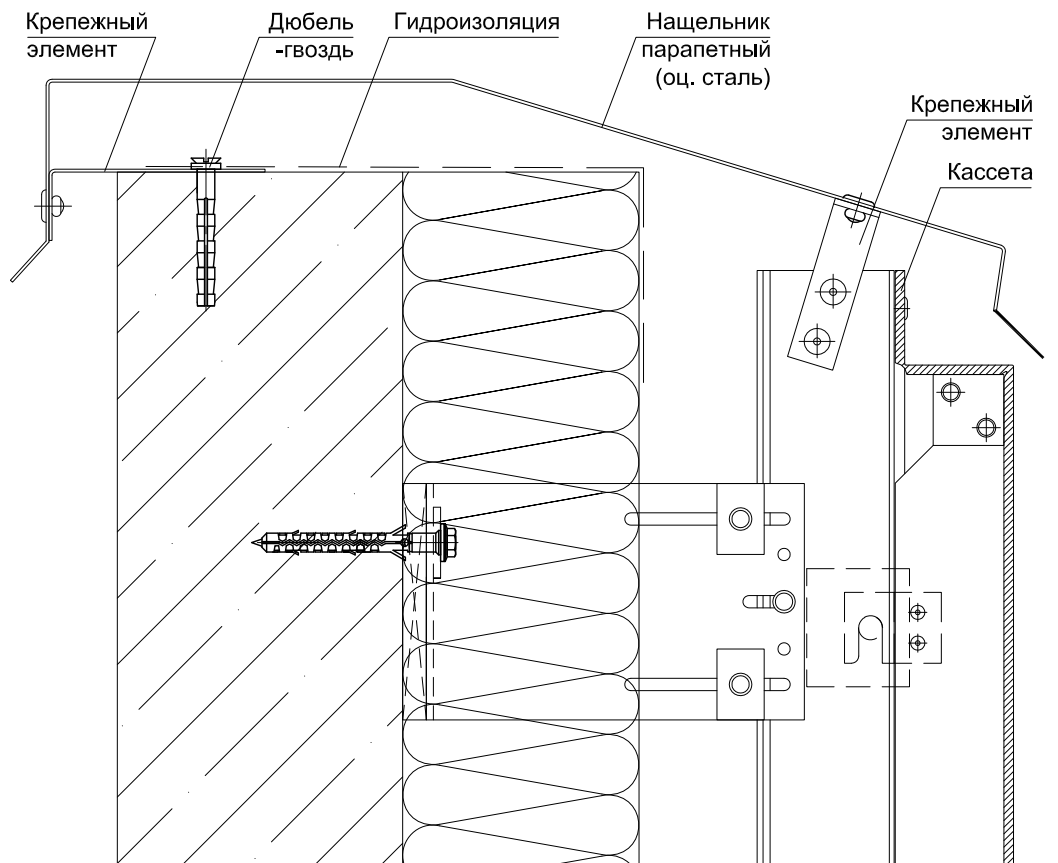 Крепежный
элемент
Дюбель
-гвоздь
Гидроизоляция
Нащельник
парапетный
(оц. сталь)
Крепежный
элемент
Кассета